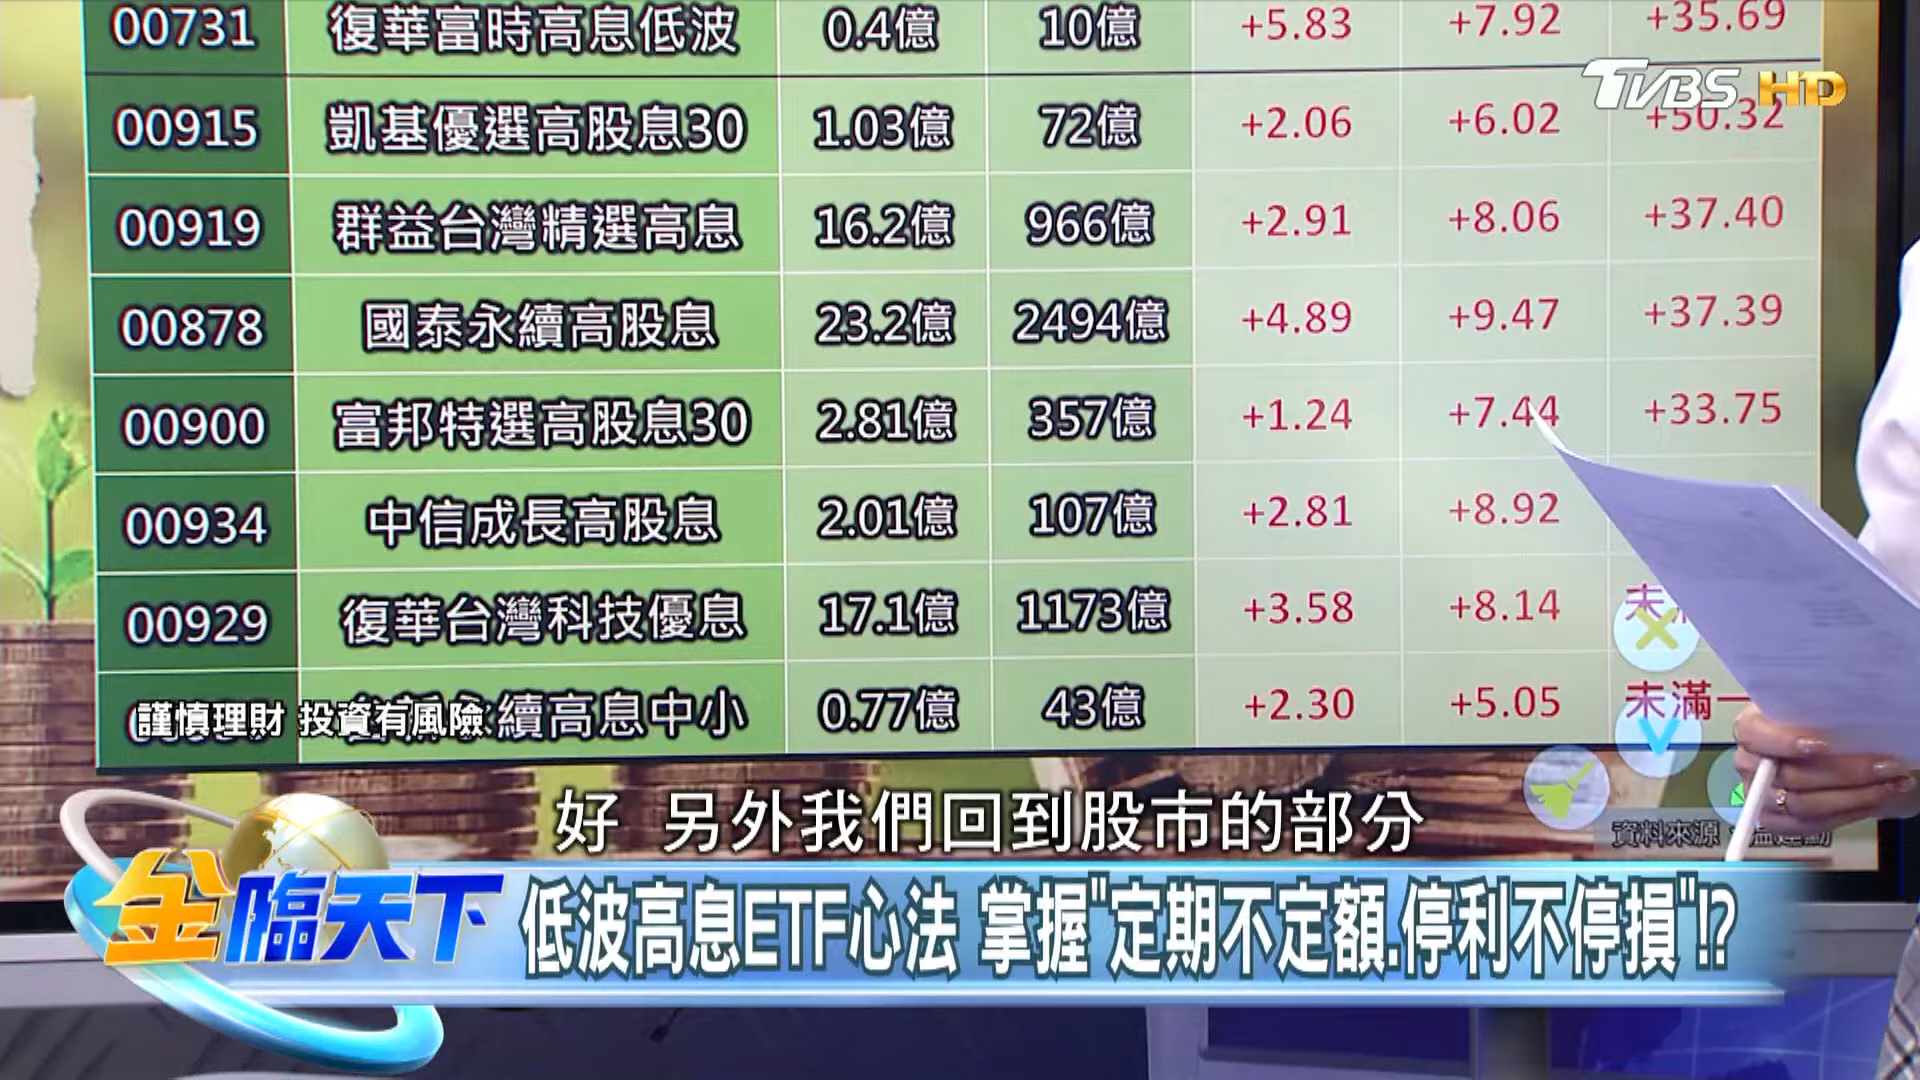 00731 復華富時高息低波 0.4億 10億 +5.83 +7.92 +35.69
TVBS HD
00915 凱基優選高股息30 1.03億 72億 +2.06 +6.02 +50.32
00919 群益台灣精選高息 16.2億 966億 +2.91 +8.06 +37.40
00878 國泰永續高股息 23.2億 2494億 +4.89 +9.47 +37.39
00900 富邦特選高股息30 2.81億 357億 +1.24 +7.44 +33.75
00934 中信成長高股息 2.01億 107億 +2.81 +8.92
00929 復華台灣科技優息 17.1億 1173億 +3.58 +8.14 未
續高息中小 0.77億 43億 +2.30 +5.05 未滿一
謹慎理財 投資有風險
好 另外我們回到股市的部分
資料來源
金臨天下
低波高息ETF心法 掌握"定期不定額.停利不停損"!?